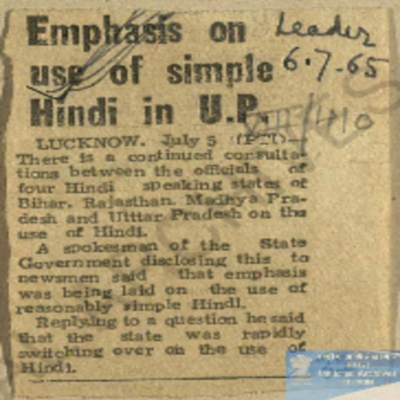 Emphasis on
use of simple
Hindi in U.P.
Leader
6.7.65
LUCKNOW, July 5 (PTI)—
There is a continued consulta-
tions between the officials of
four Hindi speaking states of
Bihar, Rajasthan, Madhya Pra-
desh and Utttar Pradesh on the
use of Hindi.
A spokesman of the State
Government disclosing this to
newsmen said that emphasis
was being laid on the use of
reasonably simple Hindi.
Replying to a question he said
that the state was rapidly
switching over on the use of
Hindi.